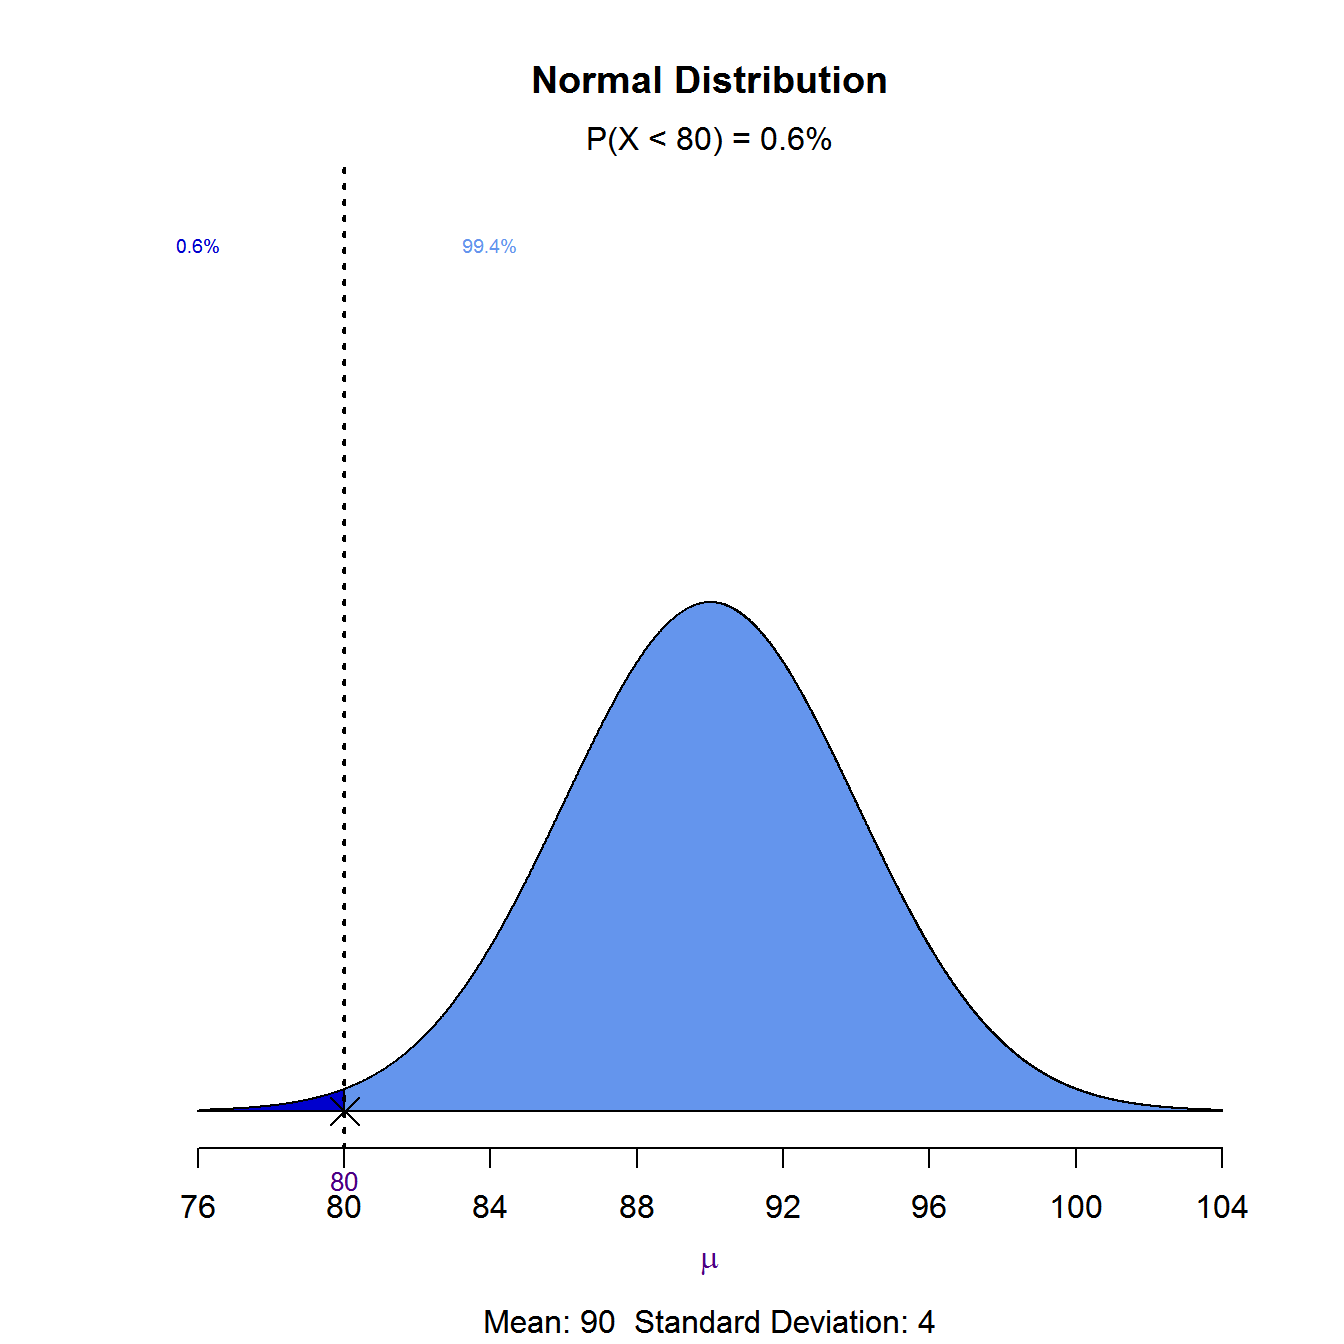 Normal Distribution
P(X < 80) = 0.6%
0.6% 99.4%
80
76 80 84 88 92 96 100 104
μ
Mean: 90  Standard Deviation: 4